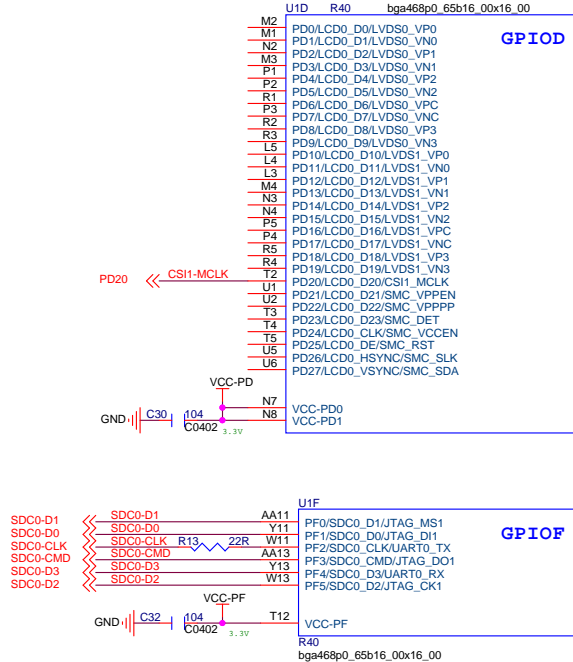 U1D R40 bga468p0_65b16_00x16_00
GPIOD
M2 PD0/LCD0_D0/LVDS0_VP0
M1 PD1/LCD0_D1/LVDS0_VN0
N2 PD2/LCD0_D2/LVDS0_VP1
M3 PD3/LCD0_D3/LVDS0_VN1
P1 PD4/LCD0_D4/LVDS0_VP2
P2 PD5/LCD0_D5/LVDS0_VN2
R1 PD6/LCD0_D6/LVDS0_VPC
P3 PD7/LCD0_D7/LVDS0_VNC
R2 PD8/LCD0_D8/LVDS0_VP3
R3 PD9/LCD0_D9/LVDS0_VN3
L5 PD10/LCD0_D10/LVDS1_VP0
L4 PD11/LCD0_D11/LVDS1_VN0
L3 PD12/LCD0_D12/LVDS1_VP1
M4 PD13/LCD0_D13/LVDS1_VN1
N3 PD14/LCD0_D14/LVDS1_VP2
N4 PD15/LCD0_D15/LVDS1_VN2
P5 PD16/LCD0_D16/LVDS1_VPC
P4 PD17/LCD0_D17/LVDS1_VNC
R5 PD18/LCD0_D18/LVDS1_VP3
R4 PD19/LCD0_D19/LVDS1_VN3
PD20 CSI1-MCLK T2 PD20/LCD0_D20/CSI1_MCLK
U1 PD21/LCD0_D21/SMC_VPPEN
U2 PD22/LCD0_D22/SMC_VPPPP
T3 PD23/LCD0_D23/SMC_DET
T4 PD24/LCD0_CLK/SMC_VCCEN
T5 PD25/LCD0_DE/SMC_RST
U5 PD26/LCD0_HSYNC/SMC_SLK
U6 PD27/LCD0_VSYNC/SMC_SDA
VCC-PD
N7 VCC-PD0
GND C30 104 N8 VCC-PD1
C0402 3.3V
U1F
GPIOF
SDC0-D1 SDC0-D1 AA11 PF0/SDC0_D1/JTAG_MS1
SDC0-D0 SDC0-D0 Y11 PF1/SDC0_D0/JTAG_DI1
SDC0-CLK SDC0-CLK R13 22R W11 PF2/SDC0_CLK/UART0_TX
SDC0-CMD SDC0-CMD AA13 PF3/SDC0_CMD/JTAG_DO1
SDC0-D3 SDC0-D3 Y13 PF4/SDC0_D3/UART0_RX
SDC0-D2 SDC0-D2 W13 PF5/SDC0_D2/JTAG_CK1
VCC-PF
GND C32 104 T12 VCC-PF
C0402 3.3V
R40
bga468p0_65b16_00x16_00